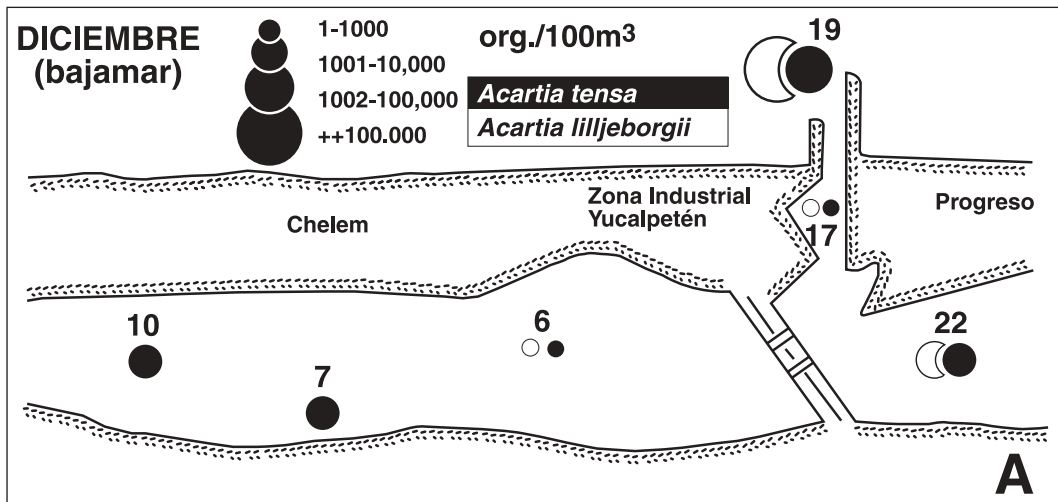 DICIEMBRE
(bajamar)
1-1000
1001-10,000
1002-100,000
++100.000
org./100m³
Acartia tensa
Acartia lilljeborgii
19
Chelem
Zona Industrial
Yucalpetén
17
Progreso
10
7
6
22
A